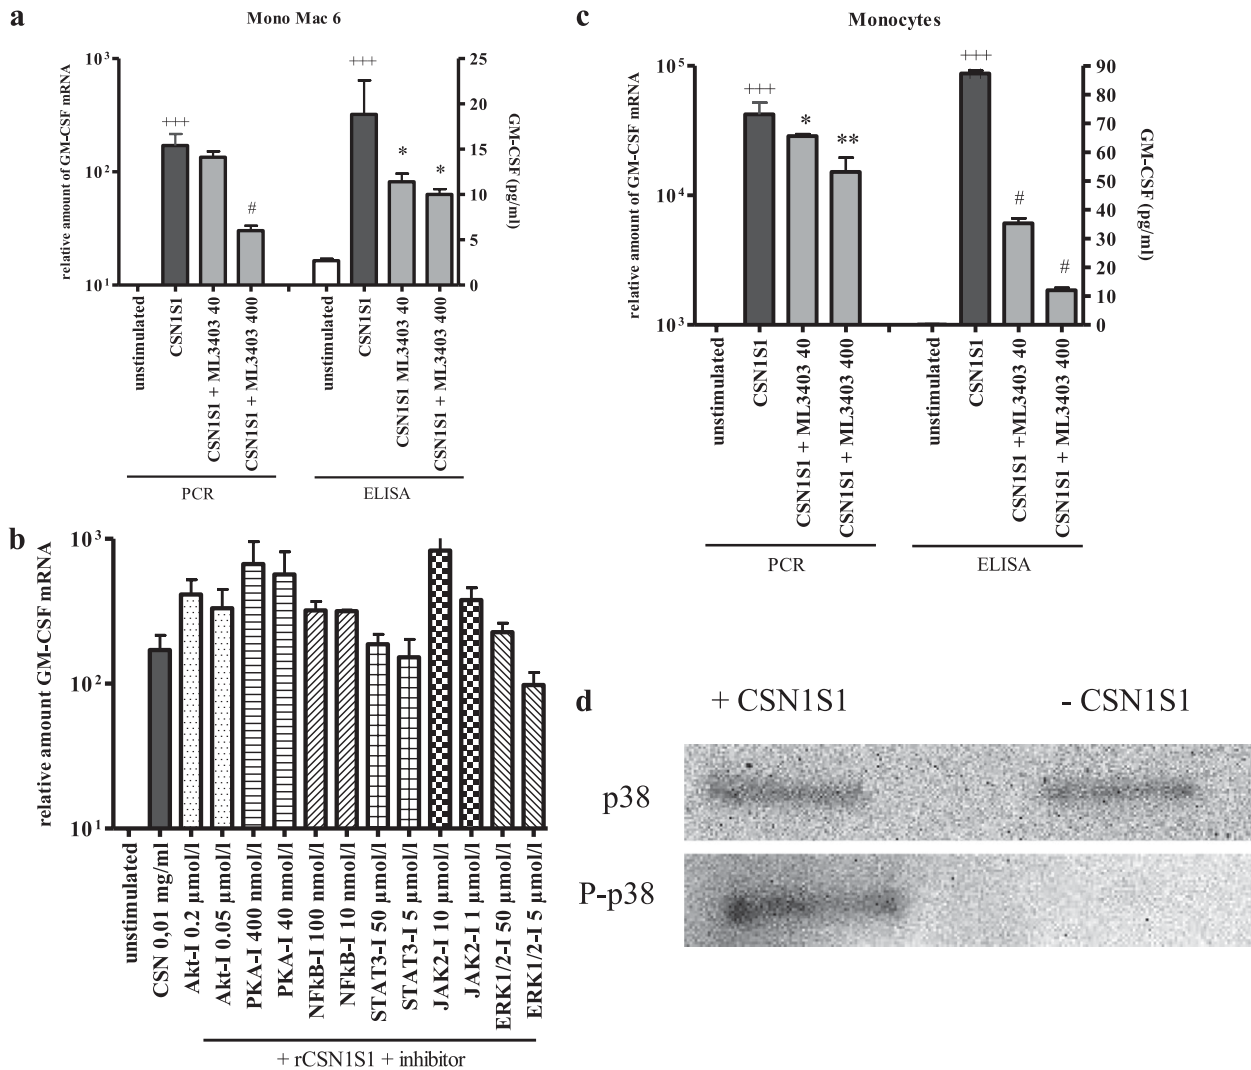 a
Mono Mac 6
relative amount of GM-CSF mRNA
10³
10²
10¹
+++
#
+++
*
*
25
20
15
10
5
0
GM-CSF (pg/ml)
unstimulated
CSN1S1
CSN1S1 + ML3403 40
CSN1S1 + ML3403 400
unstimulated
CSN1S1
CSN1S1 ML3403 40
CSN1S1 + ML3403 400
PCR
ELISA
c
Monocytes
relative amount of GM-CSF mRNA
10⁵
10⁴
10³
+++
*
**
+++
#
#
90
80
70
60
50
40
30
20
10
0
GM-CSF (pg/ml)
unstimulated
CSN1S1
CSN1S1 +ML3403 40
CSN1S1 + ML3403 400
unstimulated
CSN1S1
CSN1S1 + ML3403 40
CSN1S1 + ML3403 400
PCR
ELISA
b
relative amount GM-CSF mRNA
10³
10²
10¹
unstimulated
CSN 0,01 mg/ml
Akt-I 0.2 µmol/l
Akt-I 0.05 µmol/l
PKA-I 400 nmol/l
PKA-I 40 nmol/l
NFkB-I 100 nmol/l
NFkB-I 10 nmol/l
STAT3-I 50 µmol/l
STAT3-I 5 µmol/l
JAK2-I 10 µmol/l
JAK2-I 1 µmol/l
ERK1/2-I 50 µmol/l
ERK1/2-I 5 µmol/l
+ rCSN1S1 + inhibitor
d
+ CSN1S1
- CSN1S1
p38
P-p38